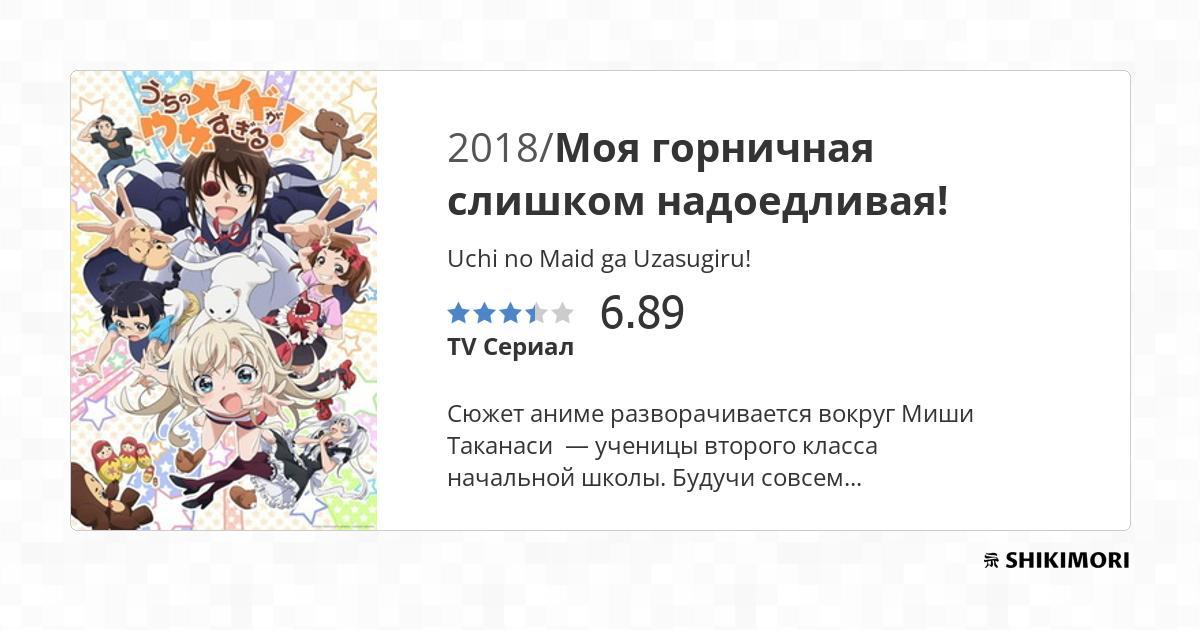 うちのメイドが
ウザすぎる!
2018/Моя горничная
слишком надоедливая!
Uchi no Maid ga Uzasugiru!
6.89
TV Сериал
Сюжет аниме разворачивается вокруг Миши
Таканаси — ученицы второго класса
начальной школы. Будучи совсем...
SHIKIMORI